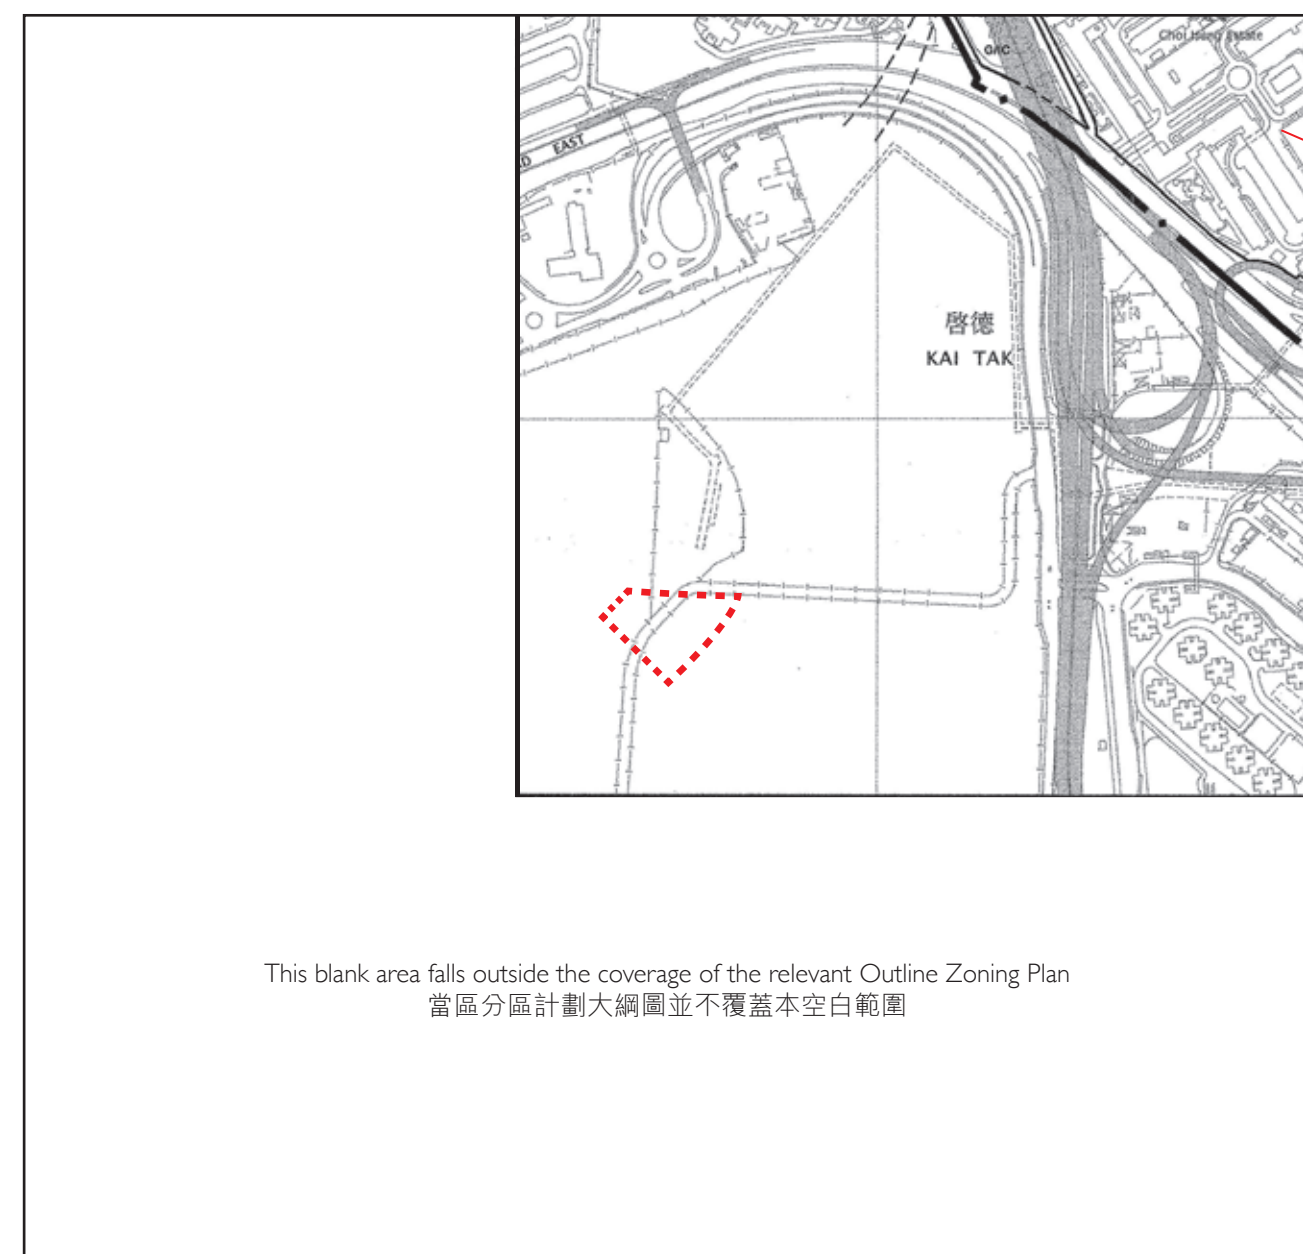 G/IC
Choi Hung Estate
D EAST
啓德
KAI TAK
This blank area falls outside the coverage of the relevant Outline Zoning Plan
當區分區計劃大綱圖並不覆蓋本空白範圍